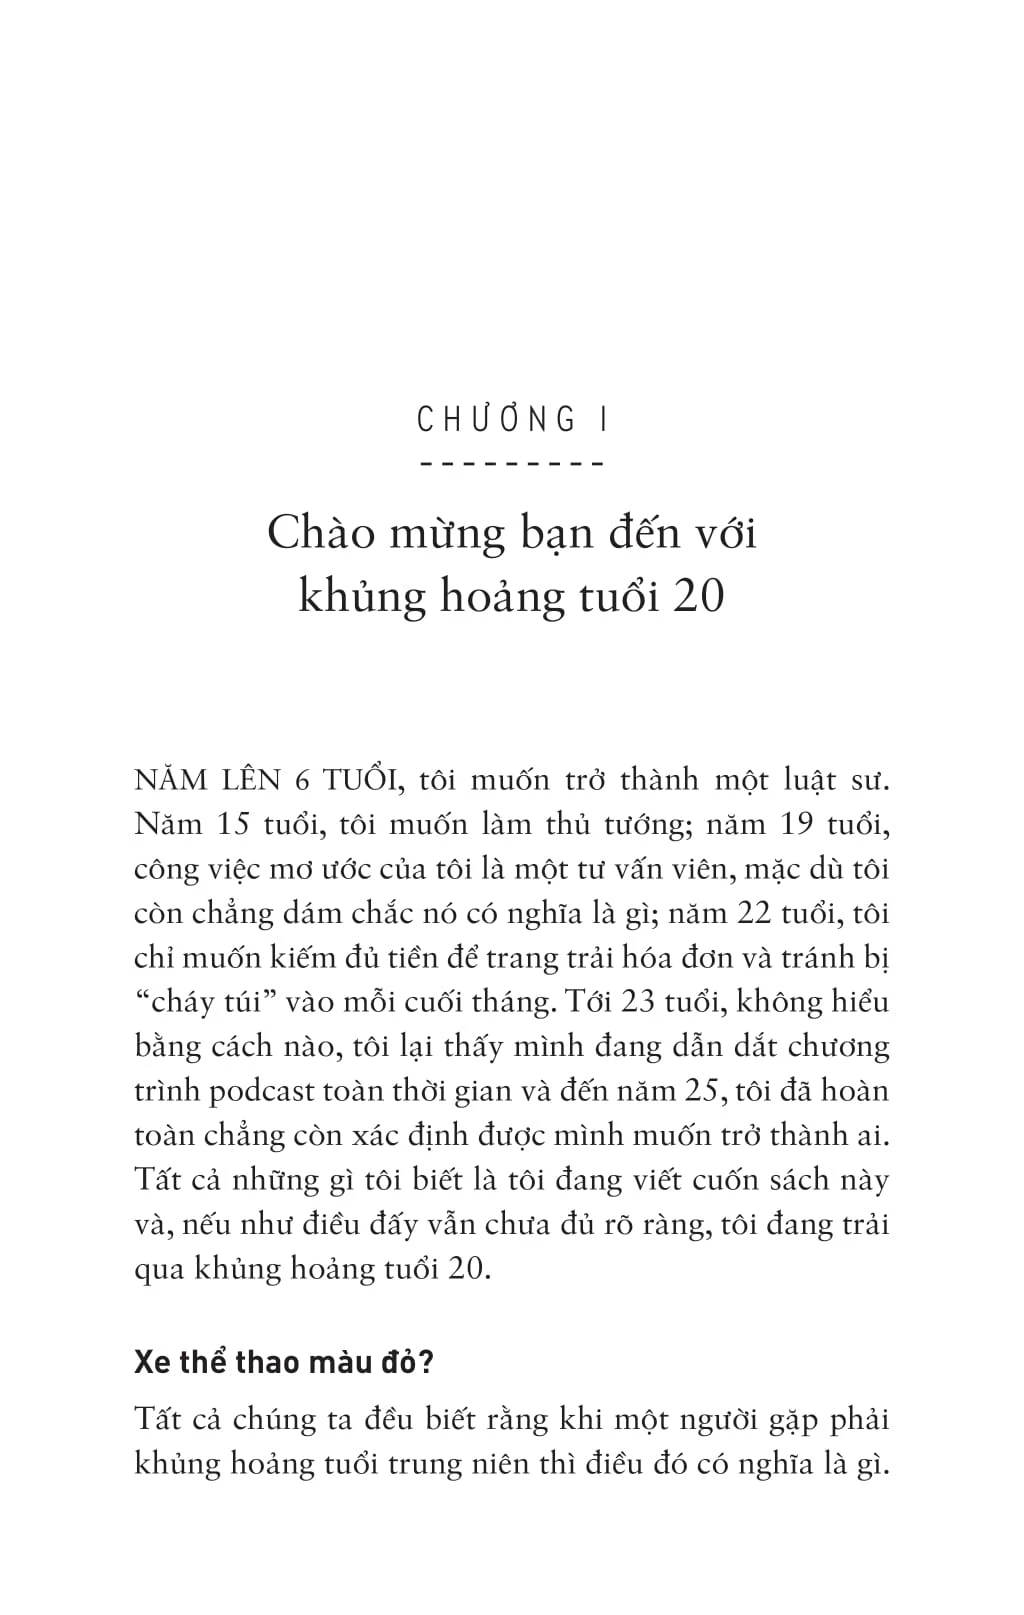 CHƯƠNG I
Chào mừng bạn đến với
khủng hoảng tuổi 20
NĂM LÊN 6 TUỔI, tôi muốn trở thành một luật sư.
Năm 15 tuổi, tôi muốn làm thủ tướng; năm 19 tuổi,
công việc mơ ước của tôi là một tư vấn viên, mặc dù tôi
còn chẳng dám chắc nó có nghĩa là gì; năm 22 tuổi, tôi
chỉ muốn kiếm đủ tiền để trang trải hóa đơn và tránh bị
“cháy túi” vào mỗi cuối tháng. Tới 23 tuổi, không hiểu
bằng cách nào, tôi lại thấy mình đang dẫn dắt chương
trình podcast toàn thời gian và đến năm 25, tôi đã hoàn
toàn chẳng còn xác định được mình muốn trở thành ai.
Tất cả những gì tôi biết là tôi đang viết cuốn sách này
và, nếu như điều đấy vẫn chưa đủ rõ ràng, tôi đang trải
qua khủng hoảng tuổi 20.
Xe thể thao màu đỏ?
Tất cả chúng ta đều biết rằng khi một người gặp phải
khủng hoảng tuổi trung niên thì điều đó có nghĩa là gì.